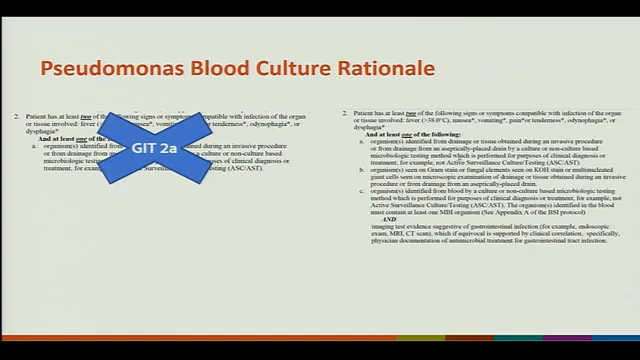 Pseudomonas Blood Culture Rationale
2. Patient has at least two of the following signs or symptoms compatible with infection of the organ
or tissue involved: fever nausea*, vomit or tenderness*, odynophagia*, or
dysphagia*
And at least one of the
GIT 2a
a. organism(s) identified from obtained during an invasive procedure
or from drainage from an a culture or non-culture based
microbiologic testing of clinical diagnosis or
treatment, for example, (ASC/AST).
2. Patient has at least two of the following signs or symptoms compatible with infection of the organ
or tissue involved: fever (>38.0°C), nausea*, vomiting*, pain* or tenderness*, odynophagia*, or
dysphagia*
And at least one of the following:
a. organism(s) identified from drainage or tissue obtained during an invasive procedure
or from drainage from an aseptically-placed drain by a culture or non-culture based
microbiologic testing method which is performed for purposes of clinical diagnosis or
treatment, for example, not Active Surveillance Culture/Testing (ASC/AST).
b. organism(s) seen on Gram stain or fungal elements seen on KOH stain or multinucleated
giant cells seen on microscopic examination of drainage or tissue obtained during an invasive
procedure or from drainage from an aseptically-placed drain.
c. organism(s) identified from blood by a culture or non-culture based microbiologic testing
method which is performed for purposes of clinical diagnosis or treatment, for example, not
Active Surveillance Culture/Testing (ASC/AST). The organism(s) identified in the blood
must contain at least one MBI organism (See Appendix A of the BSI protocol)
AND
imaging test evidence suggestive of gastrointestinal infection (for example, endoscopic
exam, MRI, CT scan), which if equivocal is supported by clinical correlation, specifically,
physician documentation of antimicrobial treatment for gastrointestinal tract infection.